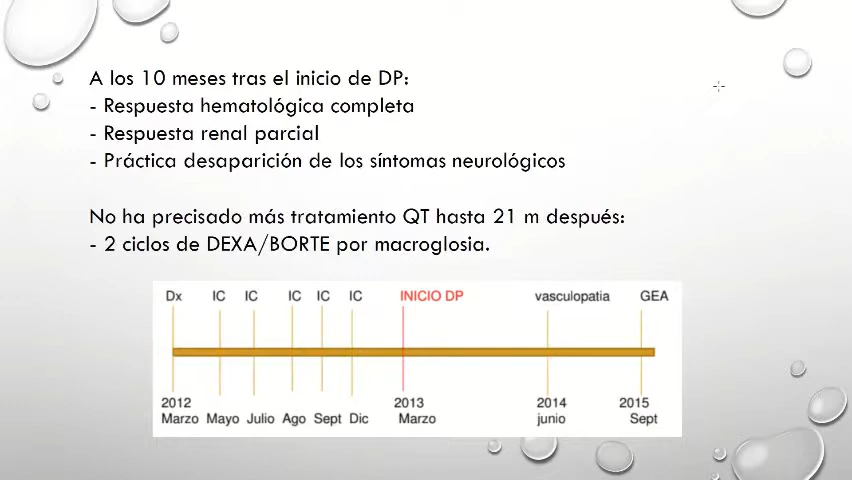 A los 10 meses tras el inicio de DP:
- Respuesta hematológica completa
- Respuesta renal parcial
- Práctica desaparición de los síntomas neurológicos
No ha precisado más tratamiento QT hasta 21 m después:
- 2 ciclos de DEXA/BORTE por macroglosia.
Dx IC IC IC IC IC INICIO DP vasculopatia GEA
2012 2013 2014 2015
Marzo Mayo Julio Ago Sept Dic Marzo junio Sept